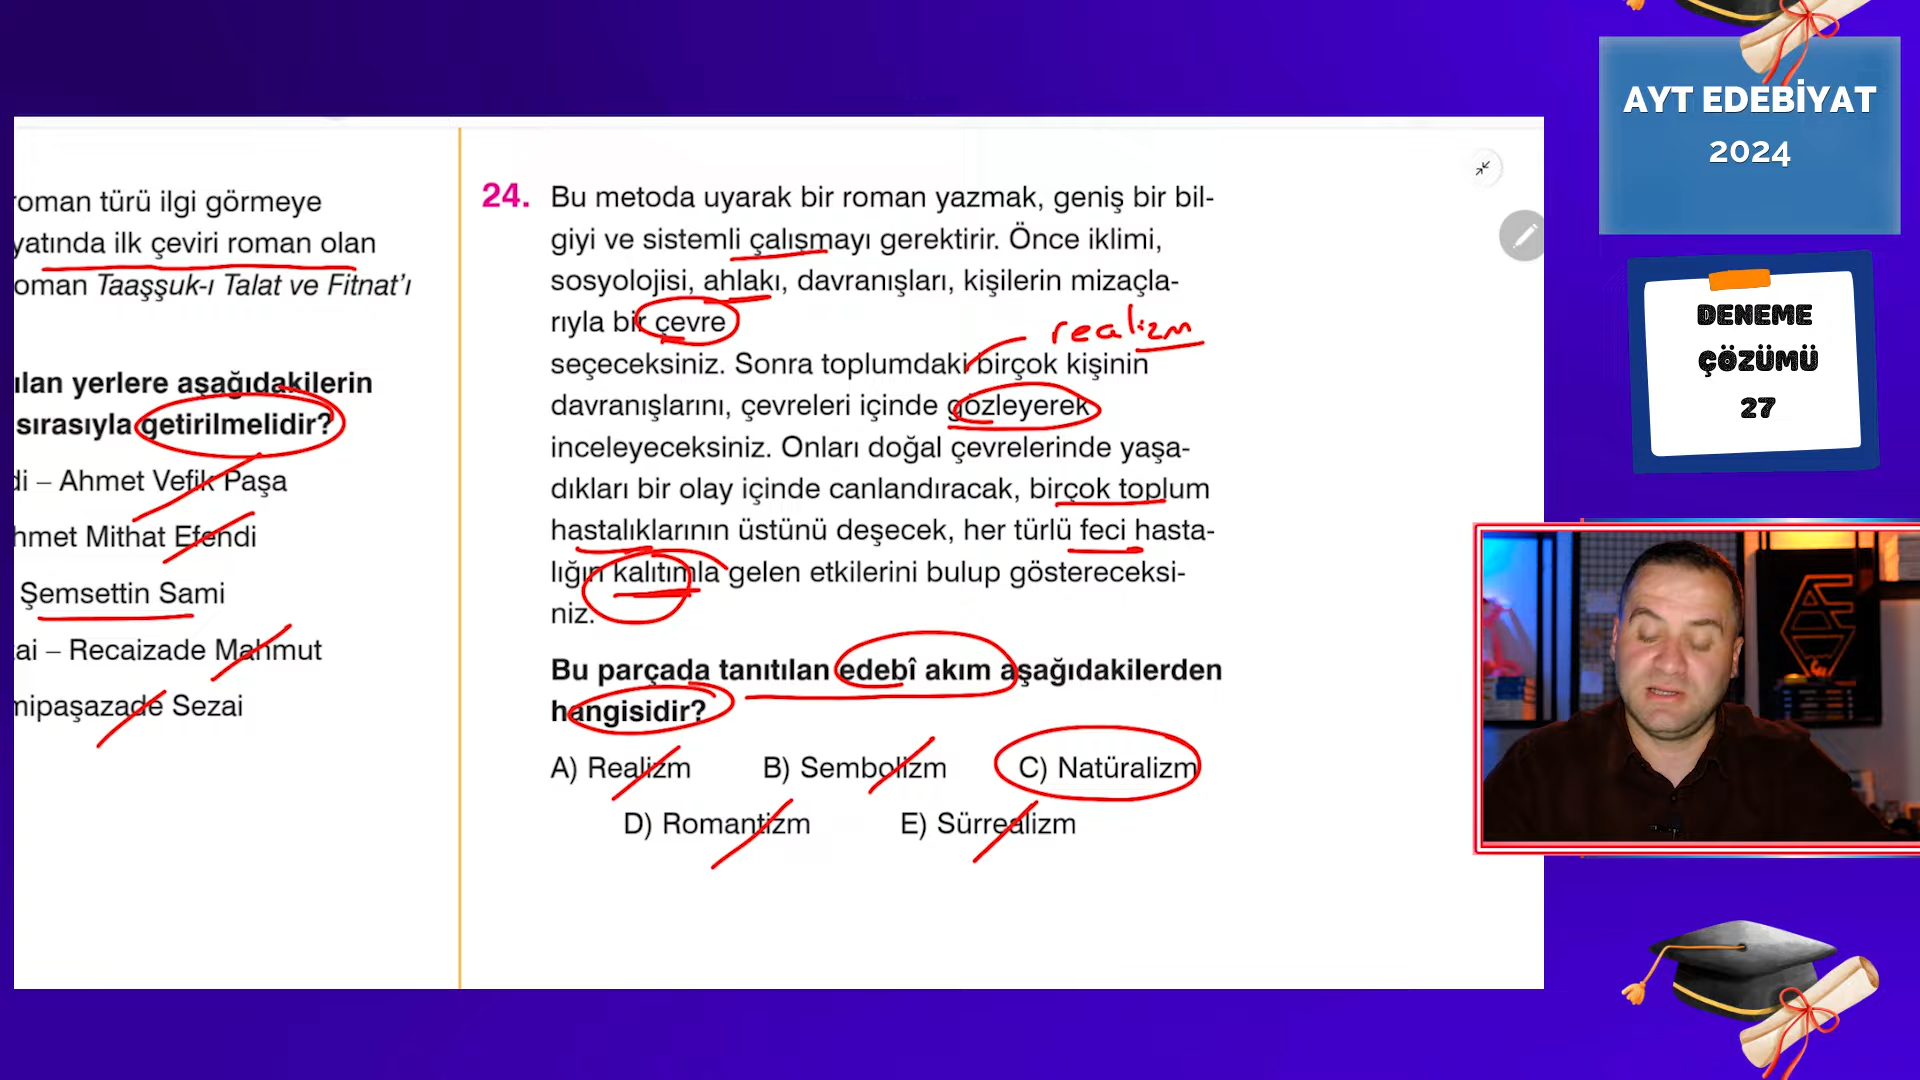 roman türü ilgi görmeye
yatında ilk çeviri roman olan
oman Taaşşuk-ı Talat ve Fitnat’ı
ılan yerlere aşağıdakilerin
sırasıyla getirilmelidir?
di – Ahmet Vefik Paşa
hmet Mithat Efendi
Şemsettin Sami
ai – Recaizade Mahmut
mipaşazade Sezai
24. Bu metoda uyarak bir roman yazmak, geniş bir bil-
giyi ve sistemli çalışmayı gerektirir. Önce iklimi,
sosyolojisi, ahlakı, davranışları, kişilerin mizaçla-
rıyla bir çevre
realizm
seçeceksiniz. Sonra toplumdaki birçok kişinin
davranışlarını, çevreleri içinde gözleyerek
inceleyeceksiniz. Onları doğal çevrelerinde yaşa-
dıkları bir olay içinde canlandıracak, birçok toplum
hastalıklarının üstünü deşecek, her türlü feci hasta-
lığın kalıtımla gelen etkilerini bulup göstereceksi-
niz.
Bu parçada tanıtılan edebî akım aşağıdakilerden
hangisidir?
A) Realizm B) Sembolizm C) Natüralizm
D) Romantizm E) Sürrealizm
AYT EDEBİYAT
2024
DENEME
ÇÖZÜMÜ
27